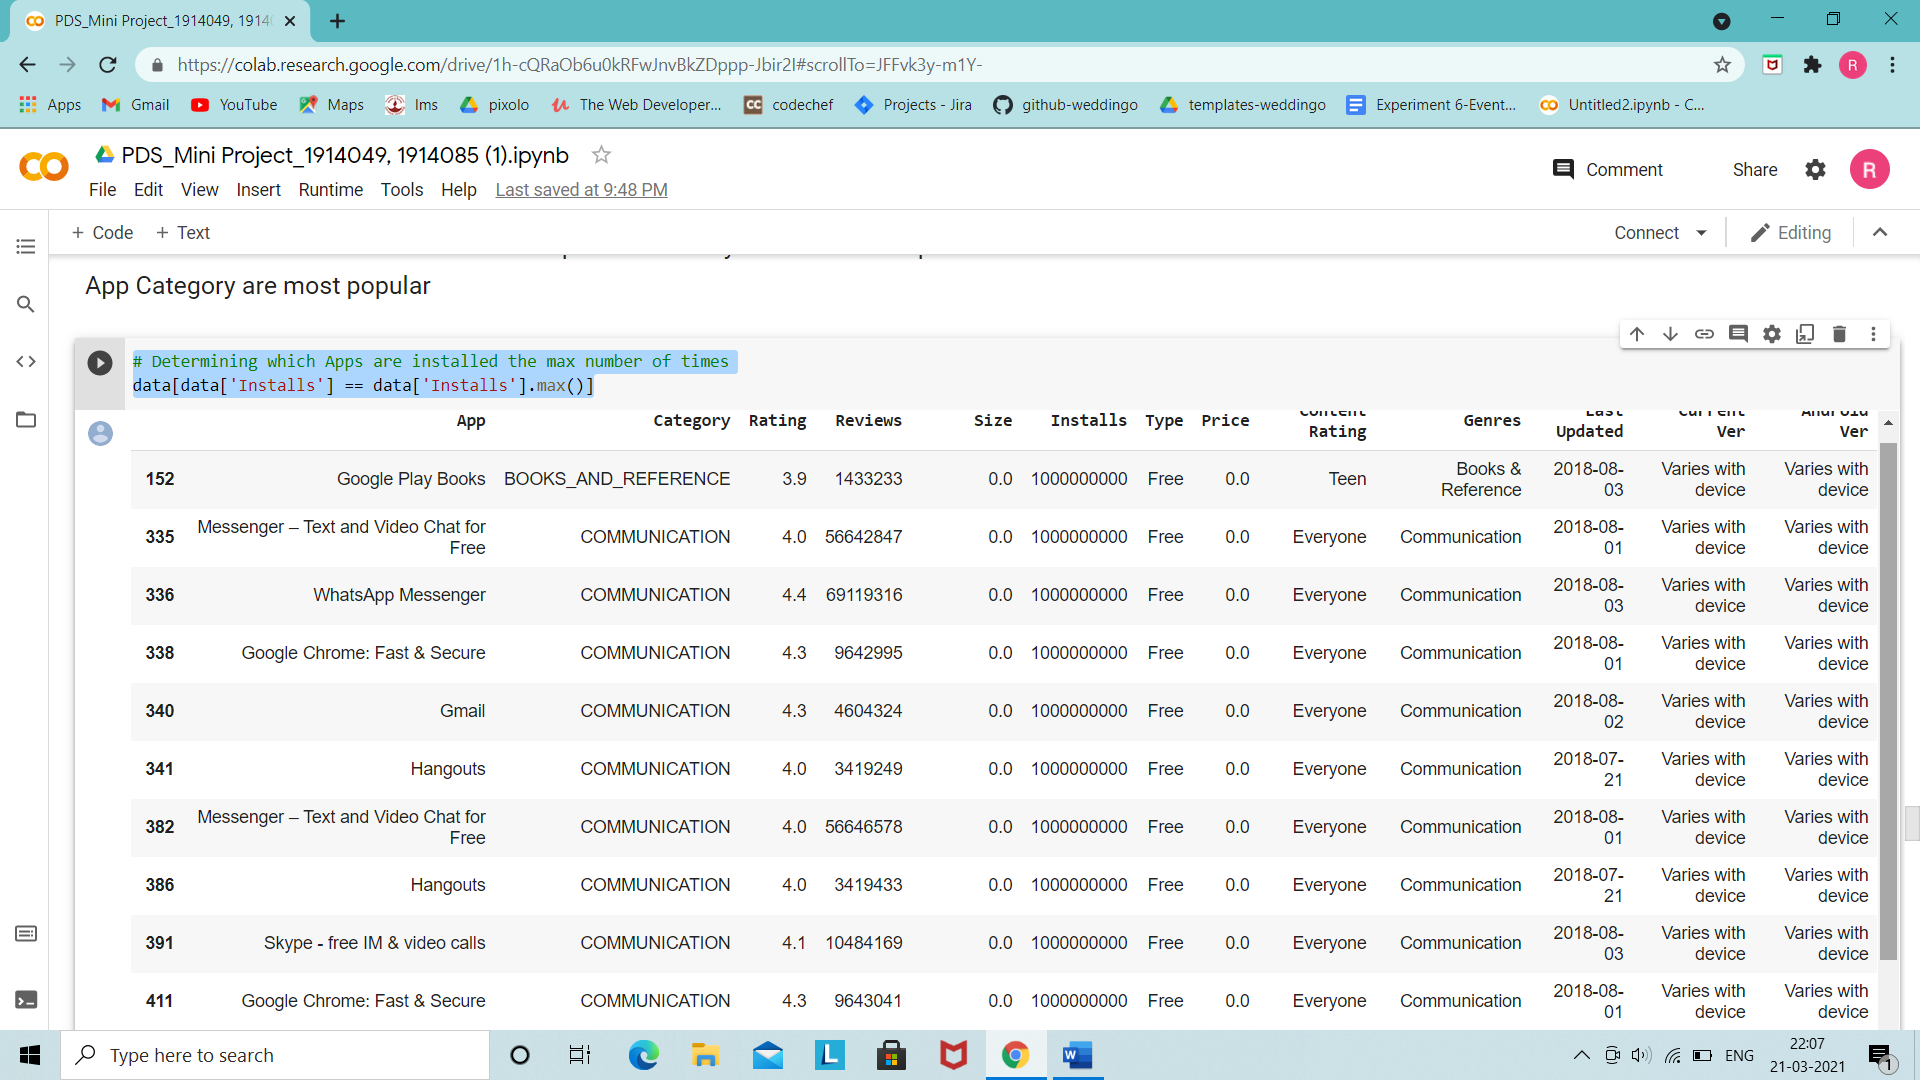 PDS_Mini Project_1914049, 1914
https://colab.research.google.com/drive/1h-cQRaOb6u0kRFwJnvBkZDppp-Jbir2I#scrollTo=JFFvk3y-m1Y-
R
Apps Gmail YouTube Maps Ims pixolo The Web Developer... CC codechef Projects - Jira github-weddingo templates-weddingo Experiment 6-Event... Untitled2.ipynb - C...
PDS_Mini Project_1914049, 1914085 (1).ipynb
Comment Share R
File Edit View Insert Runtime Tools Help Last saved at 9:48 PM
+ Code + Text
Connect Editing
App Category are most popular
# Determining which Apps are installed the max number of times
data[data['Installs'] == data['Installs'].max()]
App Category Rating Reviews Size Installs Type Price Content Rating Genres Last Updated Current Ver Android Ver
152 Google Play Books BOOKS_AND_REFERENCE 3.9 1433233 0.0 1000000000 Free 0.0 Teen Books & Reference 2018-08-03 Varies with device Varies with device
335 Messenger – Text and Video Chat for Free COMMUNICATION 4.0 56642847 0.0 1000000000 Free 0.0 Everyone Communication 2018-08-01 Varies with device Varies with device
336 WhatsApp Messenger COMMUNICATION 4.4 69119316 0.0 1000000000 Free 0.0 Everyone Communication 2018-08-03 Varies with device Varies with device
338 Google Chrome: Fast & Secure COMMUNICATION 4.3 9642995 0.0 1000000000 Free 0.0 Everyone Communication 2018-08-01 Varies with device Varies with device
340 Gmail COMMUNICATION 4.3 4604324 0.0 1000000000 Free 0.0 Everyone Communication 2018-08-02 Varies with device Varies with device
341 Hangouts COMMUNICATION 4.0 3419249 0.0 1000000000 Free 0.0 Everyone Communication 2018-07-21 Varies with device Varies with device
382 Messenger – Text and Video Chat for Free COMMUNICATION 4.0 56646578 0.0 1000000000 Free 0.0 Everyone Communication 2018-08-01 Varies with device Varies with device
386 Hangouts COMMUNICATION 4.0 3419433 0.0 1000000000 Free 0.0 Everyone Communication 2018-07-21 Varies with device Varies with device
391 Skype - free IM & video calls COMMUNICATION 4.1 10484169 0.0 1000000000 Free 0.0 Everyone Communication 2018-08-03 Varies with device Varies with device
411 Google Chrome: Fast & Secure COMMUNICATION 4.3 9643041 0.0 1000000000 Free 0.0 Everyone Communication 2018-08-01 Varies with device Varies with device
Type here to search
L
W
ENG
22:07
21-03-2021
1